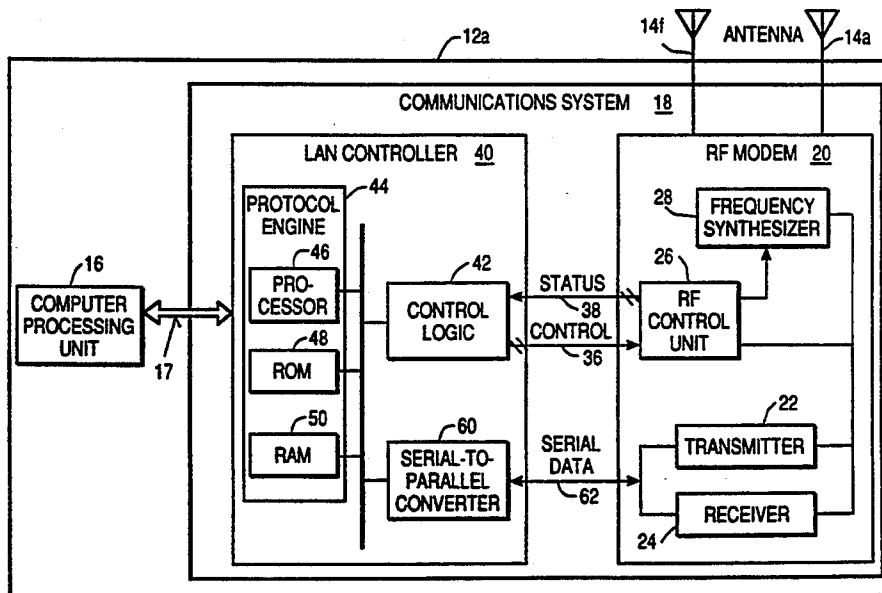 12a
14f
ANTENNA
14a
COMMUNICATIONS SYSTEM 18
LAN CONTROLLER 40
RF MODEM 20
44
PROTOCOL
ENGINE
28
FREQUENCY
SYNTHESIZER
16
COMPUTER
PROCESSING
UNIT
17
46
PRO-
CESSOR
42
CONTROL
LOGIC
STATUS
38
CONTROL
36
26
RF
CONTROL
UNIT
48
ROM
50
RAM
60
SERIAL-TO-
PARALLEL
CONVERTER
SERIAL
DATA
62
22
TRANSMITTER
RECEIVER
24